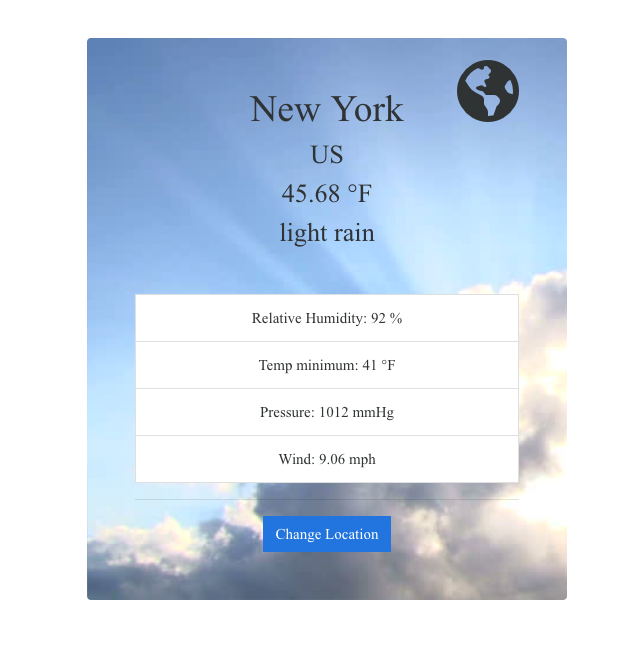 New York
US
45.68 °F
light rain
Relative Humidity: 92 %
Temp minimum: 41 °F
Pressure: 1012 mmHg
Wind: 9.06 mph
Change Location